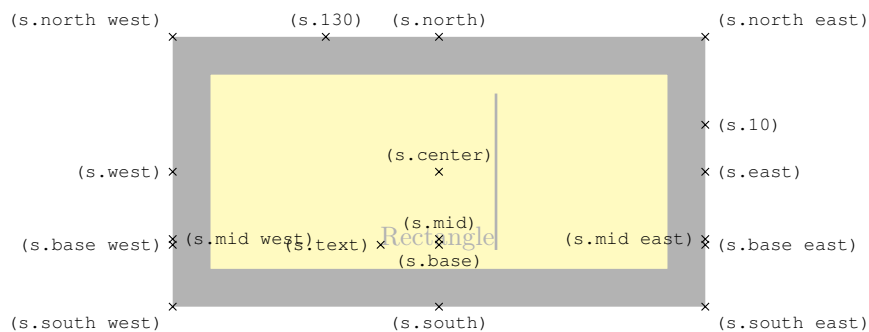 (s.north west) (s.130) (s.north) (s.north east)
(s.10)
(s.center)
(s.west) (s.east)
(s.mid)
(s.mid west) (s.mid east)
(s.base west) (s.text) Rectangle (s.base east)
(s.base)
(s.south west) (s.south) (s.south east)